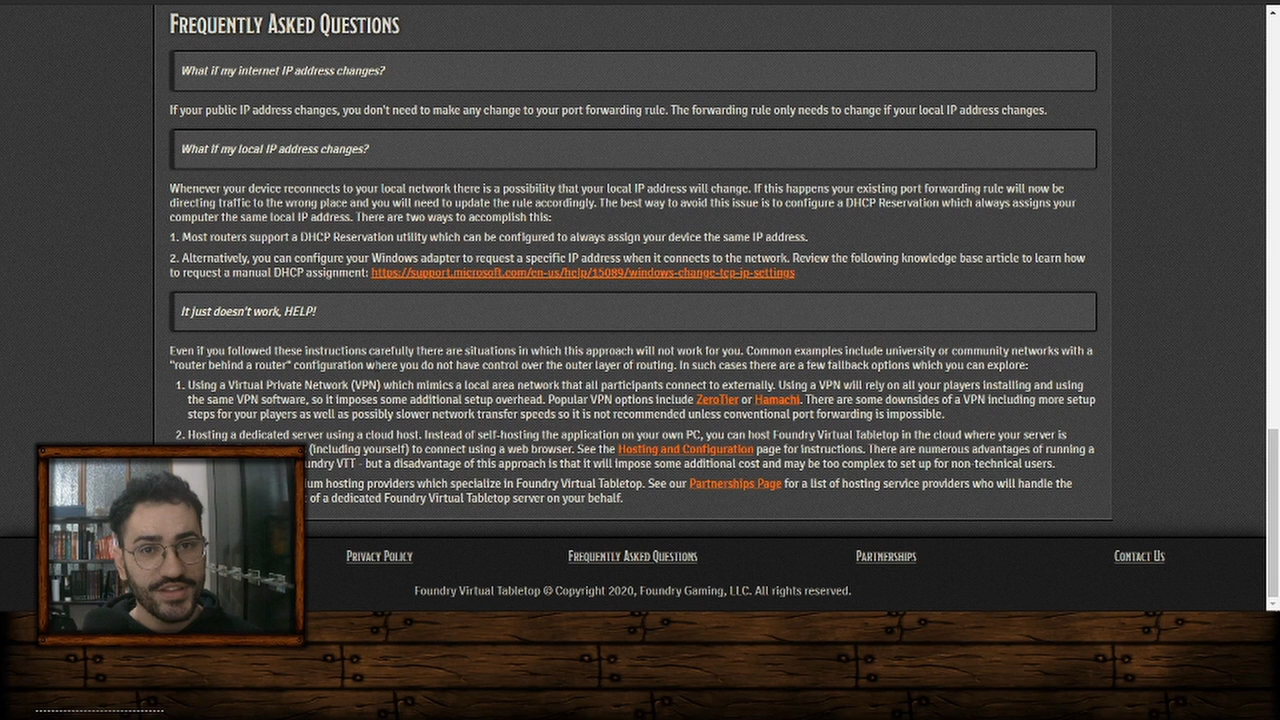 Frequently Asked Questions
What if my internet IP address changes?
If your public IP address changes, you don't need to make any change to your port forwarding rule. The forwarding rule only needs to change if your local IP address changes.
What if my local IP address changes?
Whenever your device reconnects to your local network there is a possibility that your local IP address will change. If this happens your existing port forwarding rule will now be
directing traffic to the wrong place and you will need to update the rule accordingly. The best way to avoid this issue is to configure a DHCP Reservation which always assigns your
computer the same local IP address. There are two ways to accomplish this:
1. Most routers support a DHCP Reservation utility which can be configured to always assign your device the same IP address.
2. Alternatively, you can configure your Windows adapter to request a specific IP address when it connects to the network. Review the following knowledge base article to learn how
to request a manual DHCP assignment: https://support.microsoft.com/en-us/help/15089/windows-change-tcp-ip-settings
It just doesn't work, HELP!
Even if you followed these instructions carefully there are situations in which this approach will not work for you. Common examples include university or community networks with a
"router behind a router" configuration where you do not have control over the outer layer of routing. In such cases there are a few fallback options which you can explore:
1. Using a Virtual Private Network (VPN) which mimics a local area network that all participants connect to externally. Using a VPN will rely on all your players installing and using
the same VPN software, so it imposes some additional setup overhead. Popular VPN options include ZeroTier or Hamachi. There are some downsides of a VPN including more setup
steps for your players as well as possibly slower network transfer speeds so it is not recommended unless conventional port forwarding is impossible.
2. Hosting a dedicated server using a cloud host. Instead of self-hosting the application on your own PC, you can host Foundry Virtual Tabletop in the cloud where your server is
(including yourself) to connect using a web browser. See the Hosting and Configuration page for instructions. There are numerous advantages of running a
undry VTT - but a disadvantage of this approach is that it will impose some additional cost and may be too complex to set up for non-technical users.
um hosting providers which specialize in Foundry Virtual Tabletop. See our Partnerships Page for a list of hosting service providers who will handle the
of a dedicated Foundry Virtual Tabletop server on your behalf.
Privacy Policy
Frequently Asked Questions
Partnerships
Contact Us
Foundry Virtual Tabletop © Copyright 2020, Foundry Gaming, LLC. All rights reserved.